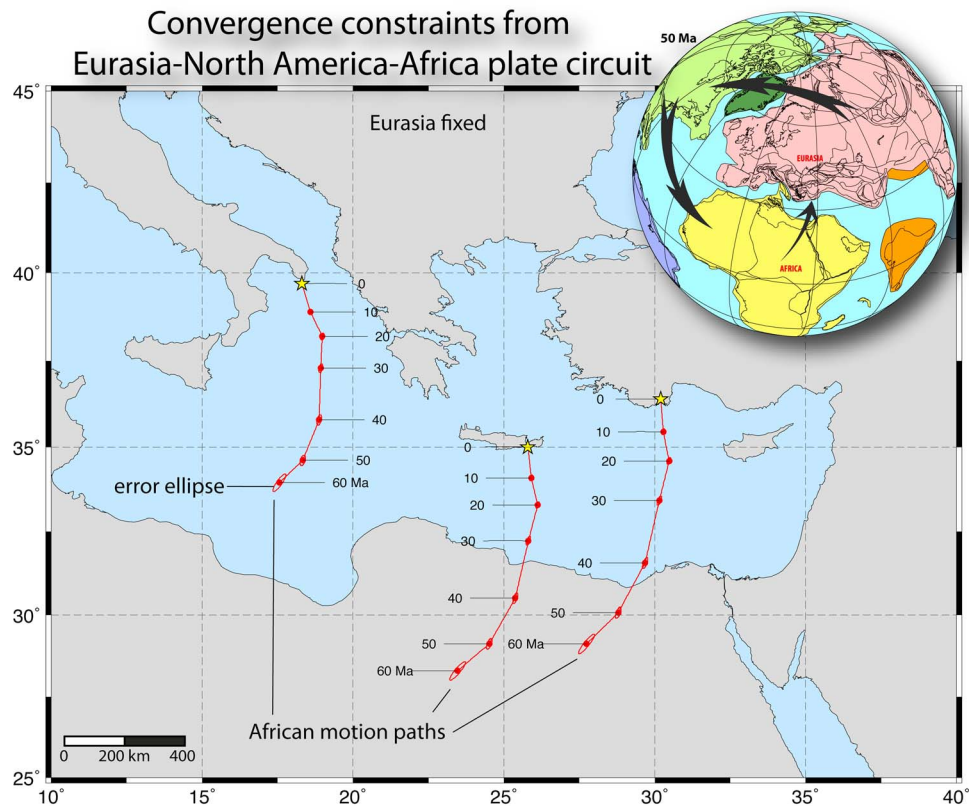 Convergence constraints from
Eurasia-North America-Africa plate circuit
50 Ma
EURASIA
AFRICA
Eurasia fixed
45°
40°
35°
30°
25°
0
10
20
30
40
50
60 Ma
error ellipse
0
10
20
30
40
50
60 Ma
0
10
20
30
40
50
60 Ma
African motion paths
0 200 km 400
10° 15° 20° 25° 30° 35° 40°